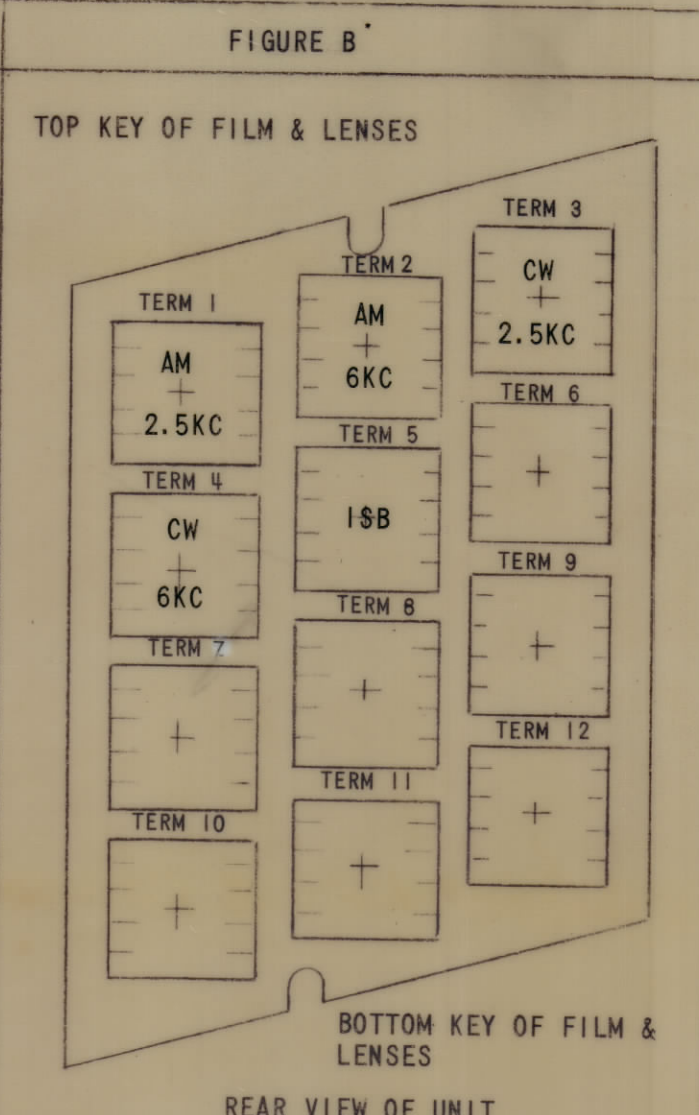 FIGURE B
TOP KEY OF FILM & LENSES
TERM 1
AM
2.5KC
TERM 2
AM
6KC
TERM 3
CW
2.5KC
TERM 4
CW
6KC
TERM 5
ISB
TERM 6
TERM 7
TERM 8
TERM 9
TERM 10
TERM 11
TERM 12
BOTTOM KEY OF FILM &
LENSES
REAR VIEW OF UNIT